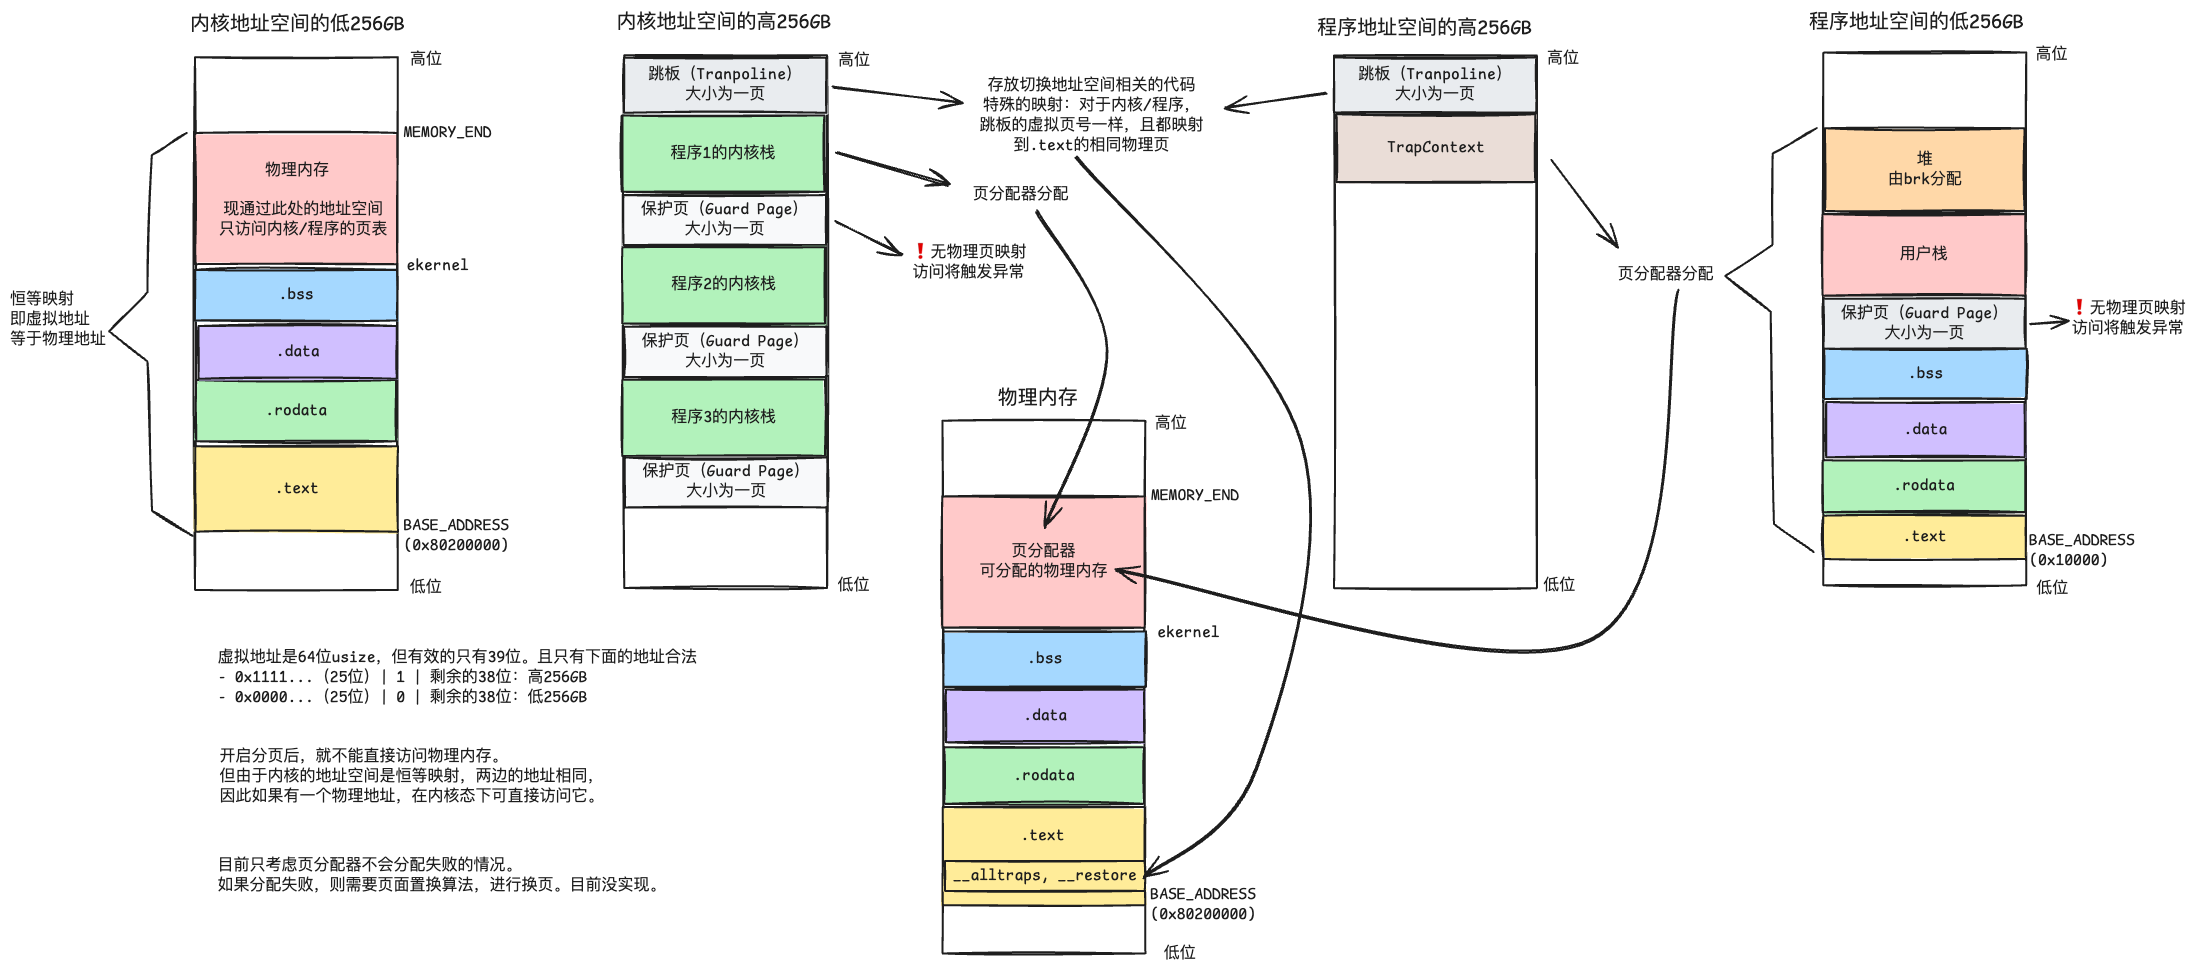 内核地址空间的低256GB
高位
MEMORY_END
物理内存
现通过此处的地址空间
只访问内核/程序的页表
ekernel
.bss
.data
.rodata
.text
BASE_ADDRESS
(0x80200000)
低位
恒等映射
即虚拟地址
等于物理地址
内核地址空间的高256GB
高位
跳板（Tranpoline）
大小为一页
程序1的内核栈
保护页（Guard Page）
大小为一页
程序2的内核栈
保护页（Guard Page）
大小为一页
程序3的内核栈
保护页（Guard Page）
大小为一页
低位
存放切换地址空间相关的代码
特殊的映射：对于内核/程序，
跳板的虚拟页号一样，且都映射
到.text的相同物理页
页分配器分配
❗无物理页映射
访问将触发异常
程序地址空间的高256GB
高位
跳板（Tranpoline）
大小为一页
TrapContext
低位
页分配器分配
程序地址空间的低256GB
高位
堆
由brk分配
用户栈
保护页（Guard Page）
大小为一页
❗无物理页映射
访问将触发异常
.bss
.data
.rodata
.text
BASE_ADDRESS
(0x10000)
低位
物理内存
高位
MEMORY_END
页分配器
可分配的物理内存
ekernel
.bss
.data
.rodata
.text
__alltraps, __restore
BASE_ADDRESS
(0x80200000)
低位
虚拟地址是64位usize，但有效的只有39位。且只有下面的地址合法
- 0x1111...（25位）| 1 | 剩余的38位：高256GB
- 0x0000...（25位）| 0 | 剩余的38位：低256GB
开启分页后，就不能直接访问物理内存。
但由于内核的地址空间是恒等映射，两边的地址相同，
因此如果有一个物理地址，在内核态下可直接访问它。
目前只考虑页分配器不会分配失败的情况。
如果分配失败，则需要页面置换算法，进行换页。目前没实现。